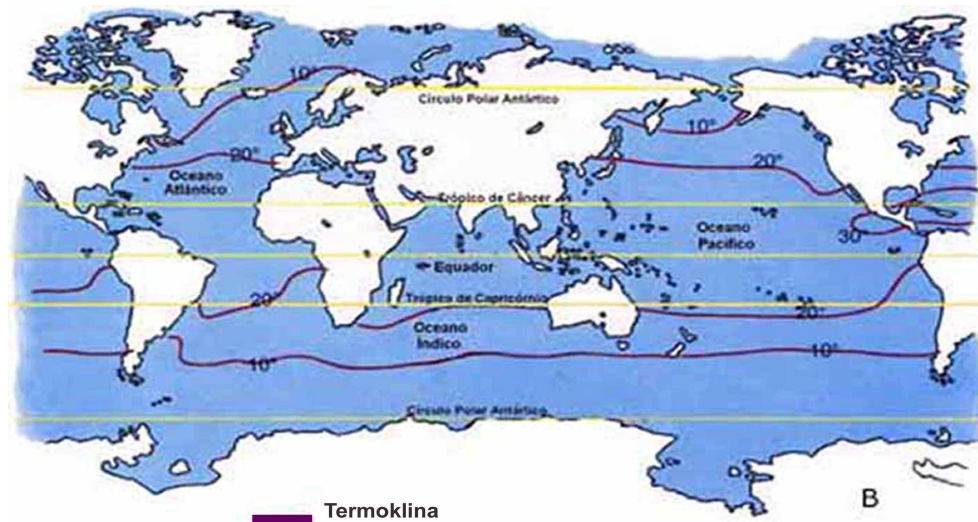 10°
Círculo Polar Antártico
10°
20°
20°
Oceano
Atlántico
Trópico de Câncer
Oceano
Pacífico
30
Equador
20°
Trópico de Capricórnio
20°
Oceano
Índico
10°
10°
Círculo Polar Antártico
B
Termoklina